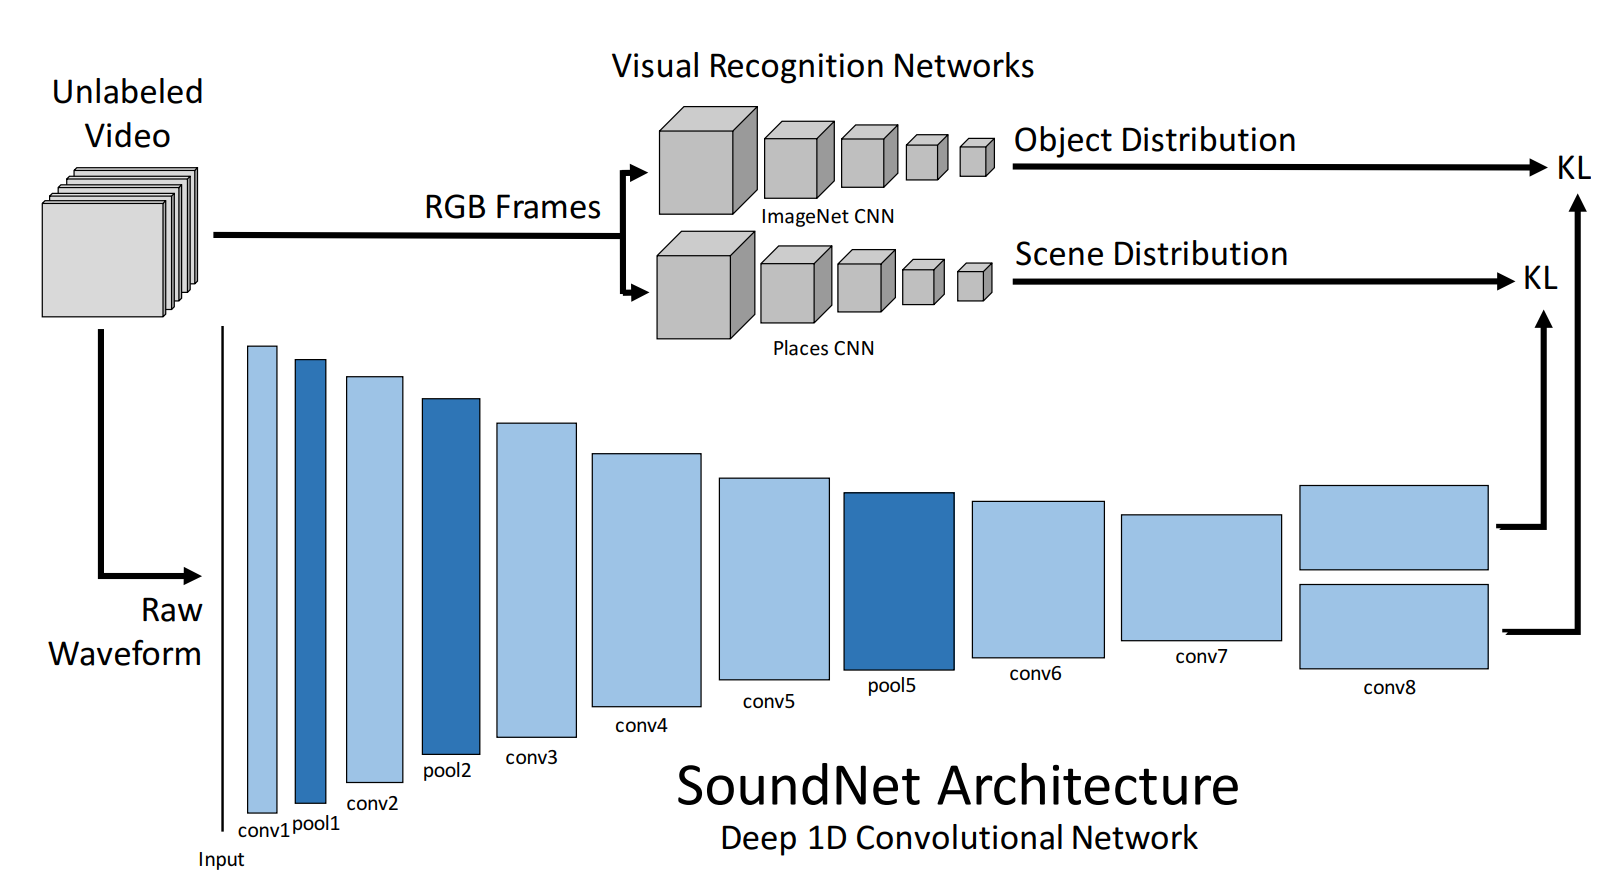 Visual Recognition Networks
Unlabeled
Video
Object Distribution
KL
RGB Frames
ImageNet CNN
Scene Distribution
KL
Places CNN
Raw
Waveform
Input
conv1
pool1
conv2
pool2
conv3
conv4
conv5
pool5
conv6
conv7
conv8
SoundNet Architecture
Deep 1D Convolutional Network